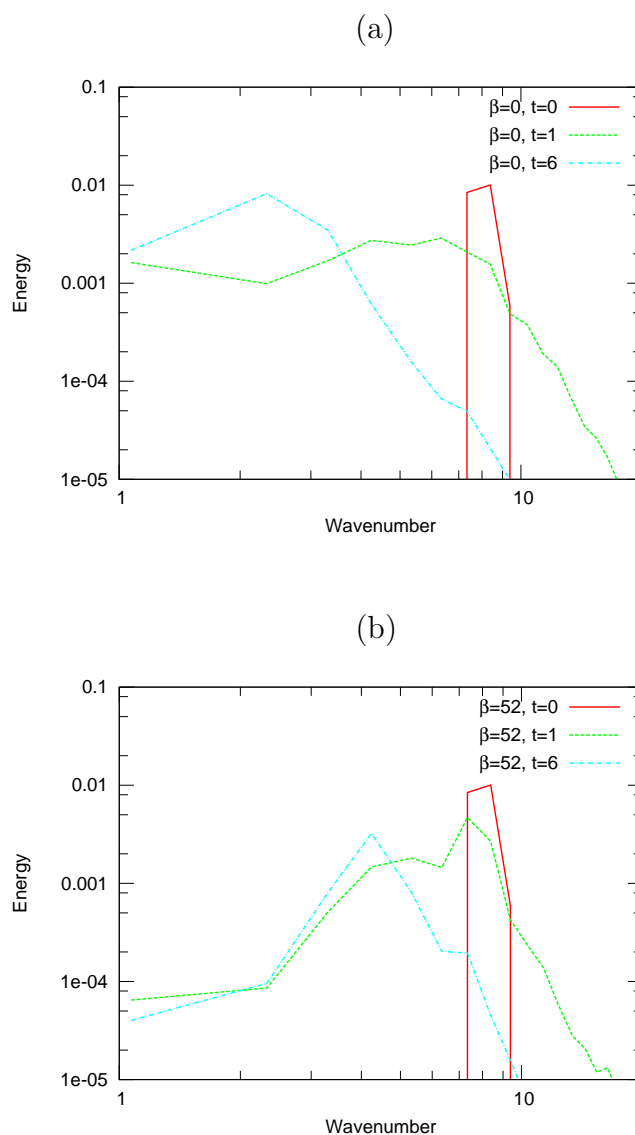 (a)
0.1
0.01
0.001
1e-04
1e-05
Energy
1
10
Wavenumber
β=0, t=0
β=0, t=1
β=0, t=6
(b)
0.1
0.01
0.001
1e-04
1e-05
Energy
1
10
Wavenumber
β=52, t=0
β=52, t=1
β=52, t=6